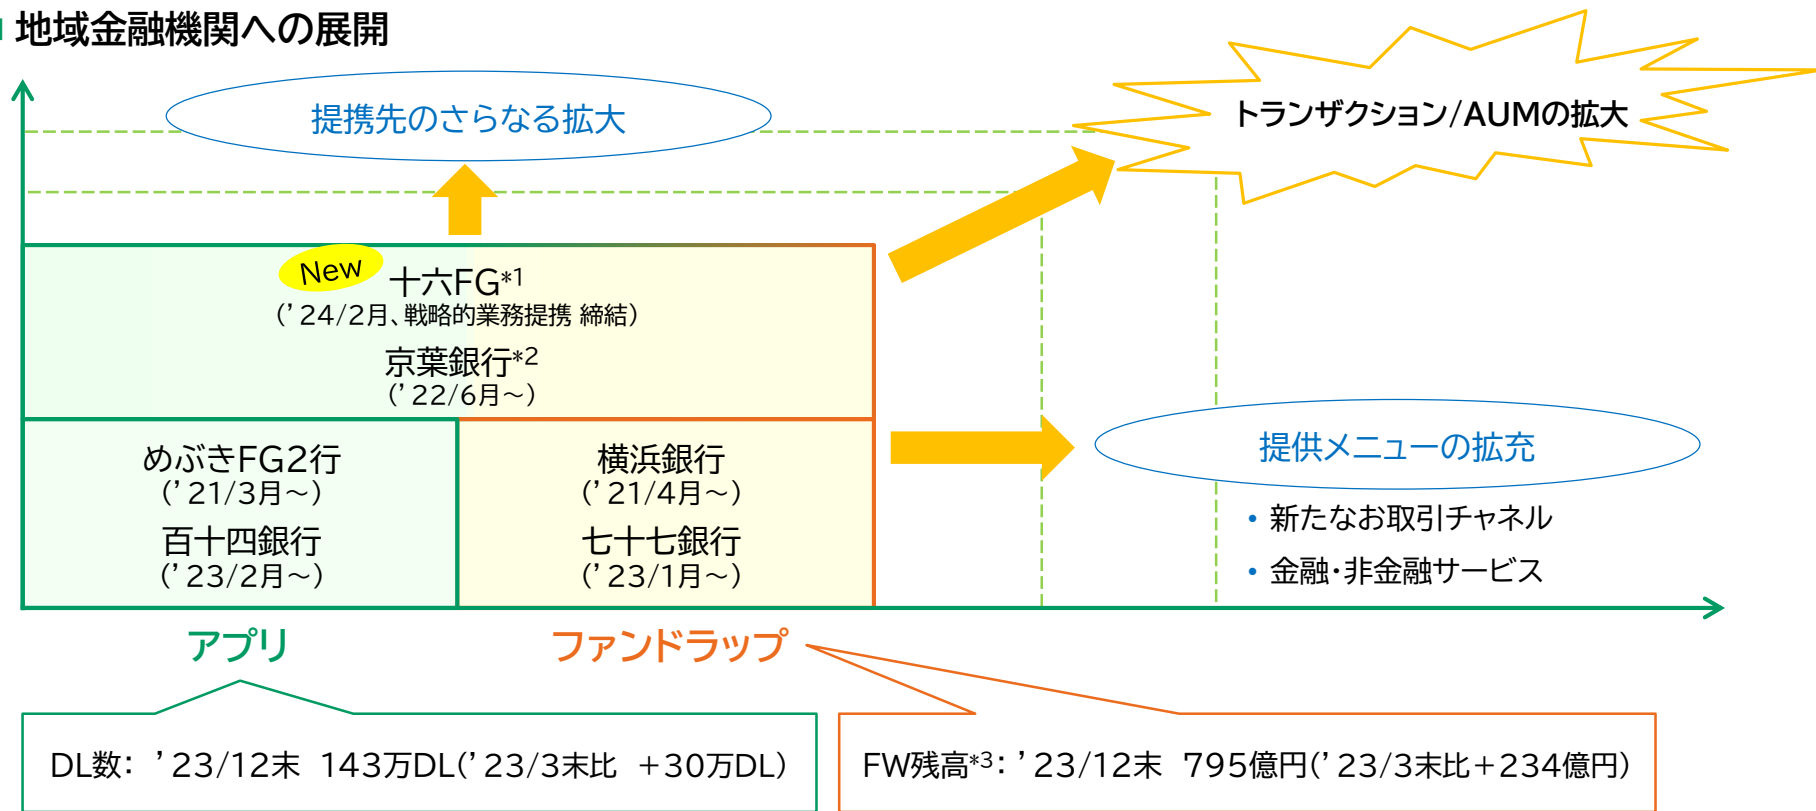 地域金融機関への展開
提携先のさらなる拡大
トランザクション/AUMの拡大
New
十六FG*1
(’24/2月、戦略的業務提携 締結)
京葉銀行*2
(’22/6月～)
めぶきFG2行
(’21/3月～)
百十四銀行
(’23/2月～)
横浜銀行
(’21/4月～)
七十七銀行
(’23/1月～)
提供メニューの拡充
• 新たなお取引チャネル
• 金融・非金融サービス
アプリ
ファンドラップ
DL数： ’23/12末 143万DL(’23/3末比 +30万DL)
FW残高*3：’23/12末 795億円(’23/3末比+234億円)